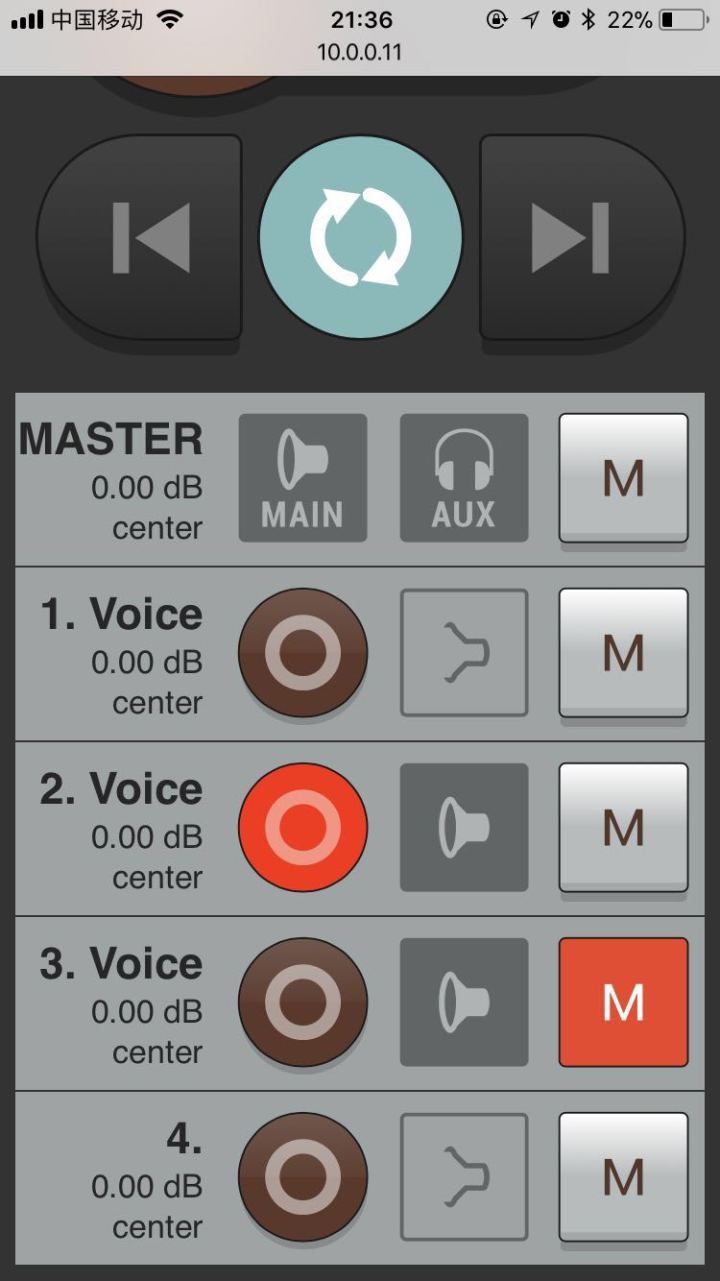 中国移动
21:36
22%
10.0.0.11
MASTER
0.00 dB
center
MAIN
AUX
M
1. Voice
0.00 dB
center
M
2. Voice
0.00 dB
center
M
3. Voice
0.00 dB
center
M
4.
0.00 dB
center
M